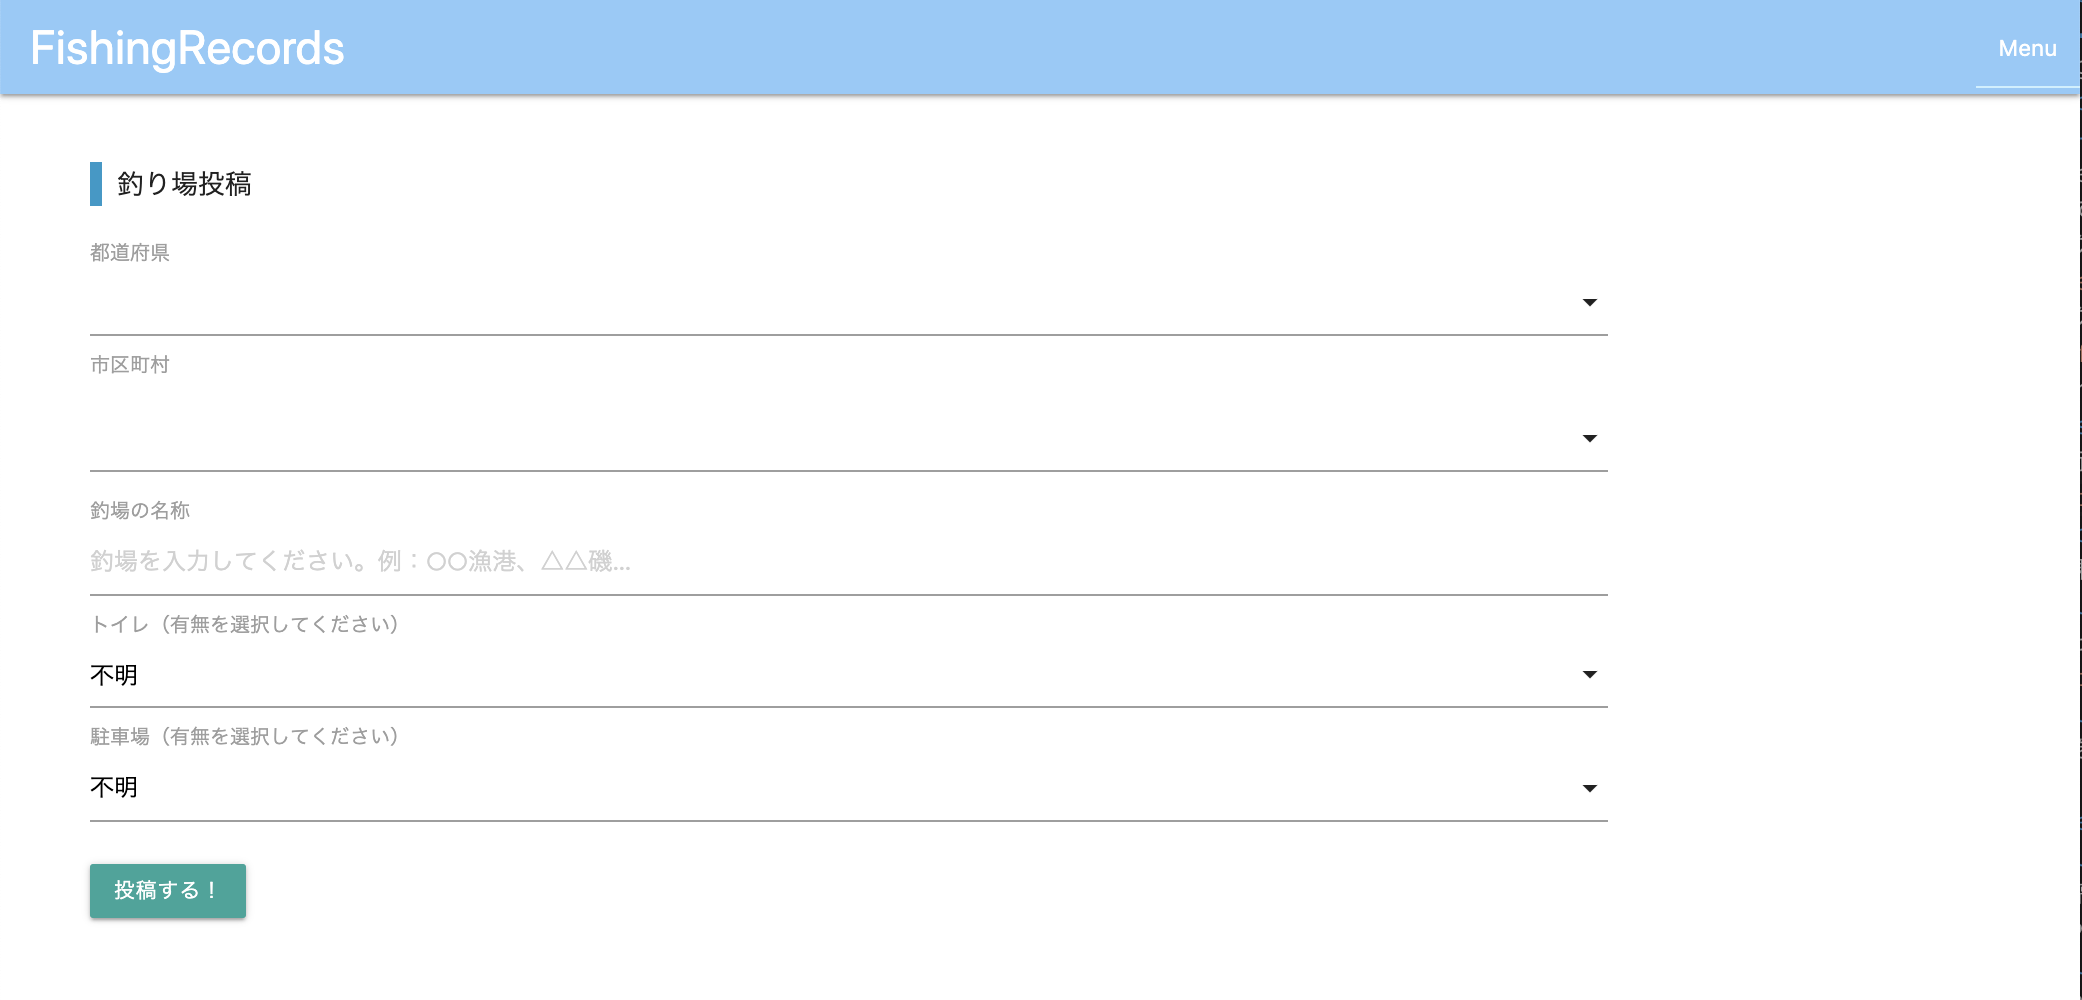 FishingRecords
Menu
釣り場投稿
都道府県
市区町村
釣場の名称
釣場を入力してください。例：○○漁港、△△磯...
トイレ（有無を選択してください）
不明
駐車場（有無を選択してください）
不明
投稿する！